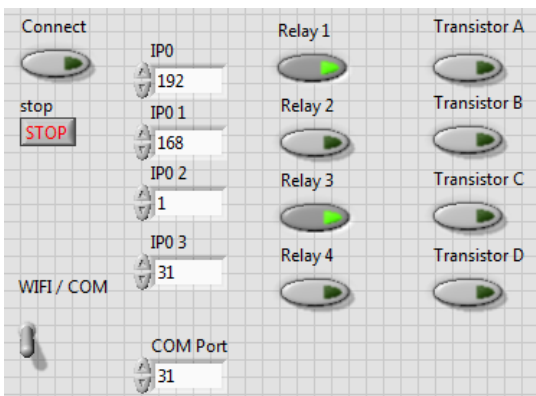 Connect
IP0
192
stop
STOP
IP0 1
168
IP0 2
1
IP0 3
31
WIFI / COM
COM Port
31
Relay 1
Relay 2
Relay 3
Relay 4
Transistor A
Transistor B
Transistor C
Transistor D